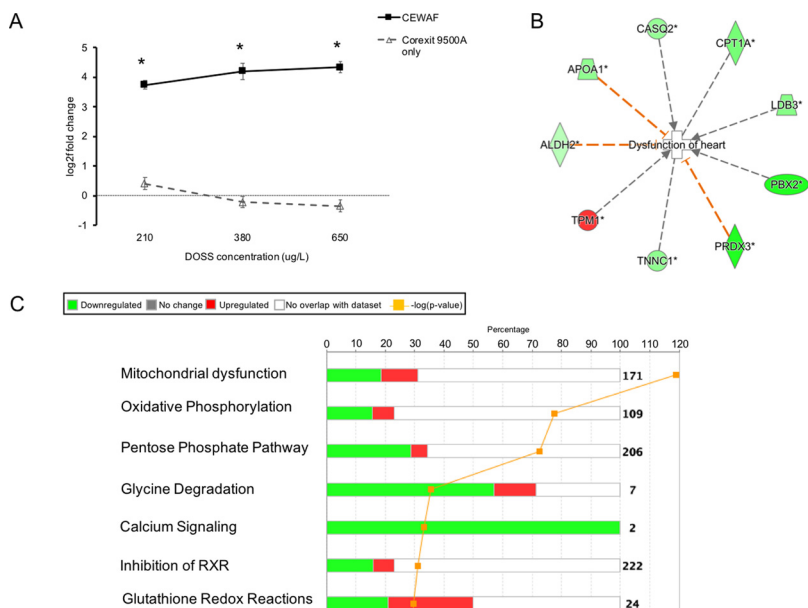 A
CEWAF
Corexit 9500A
only
log2ffold change
5
4
3
2
1
0
-1
*
*
*
210
380
650
DOSS concentration (ug/L)
B
CASQ2*
CPT1A*
APOA1*
LDB3*
ALDH2*
Dysfunction of heart
PBX2*
TPM1*
PRDX3*
TNNC1*
C
Downregulated No change Upregulated No overlap with dataset -log(p-value)
Percentage
0 10 20 30 40 50 60 70 80 90 100 110 120
Mitochondrial dysfunction 171
Oxidative Phosphorylation 109
Pentose Phosphate Pathway 206
Glycine Degradation 7
Calcium Signaling 2
Inhibition of RXR 222
Glutathione Redox Reactions 24